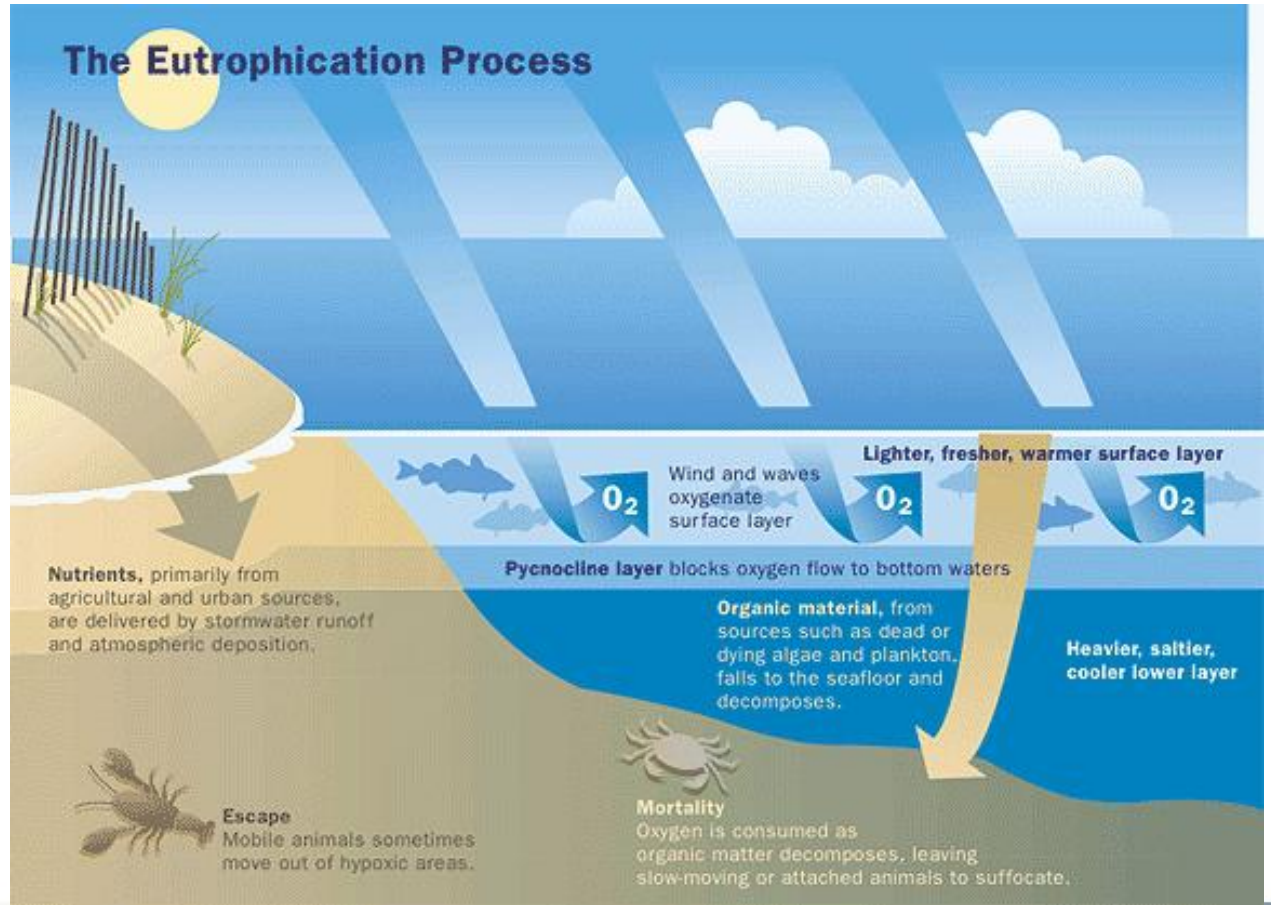 The Eutrophication Process
Lighter, fresher, warmer surface layer
Wind and waves
oxygenate
surface layer
O₂
O₂
O₂
Pycnocline layer blocks oxygen flow to bottom waters
Nutrients, primarily from
agricultural and urban sources,
are delivered by stormwater runoff
and atmospheric deposition.
Organic material, from
sources such as dead or
dying algae and plankton,
falls to the seafloor and
decomposes.
Heavier, saltier,
cooler lower layer
Escape
Mobile animals sometimes
move out of hypoxic areas.
Mortality
Oxygen is consumed as
organic matter decomposes, leaving
slow-moving or attached animals to suffocate.